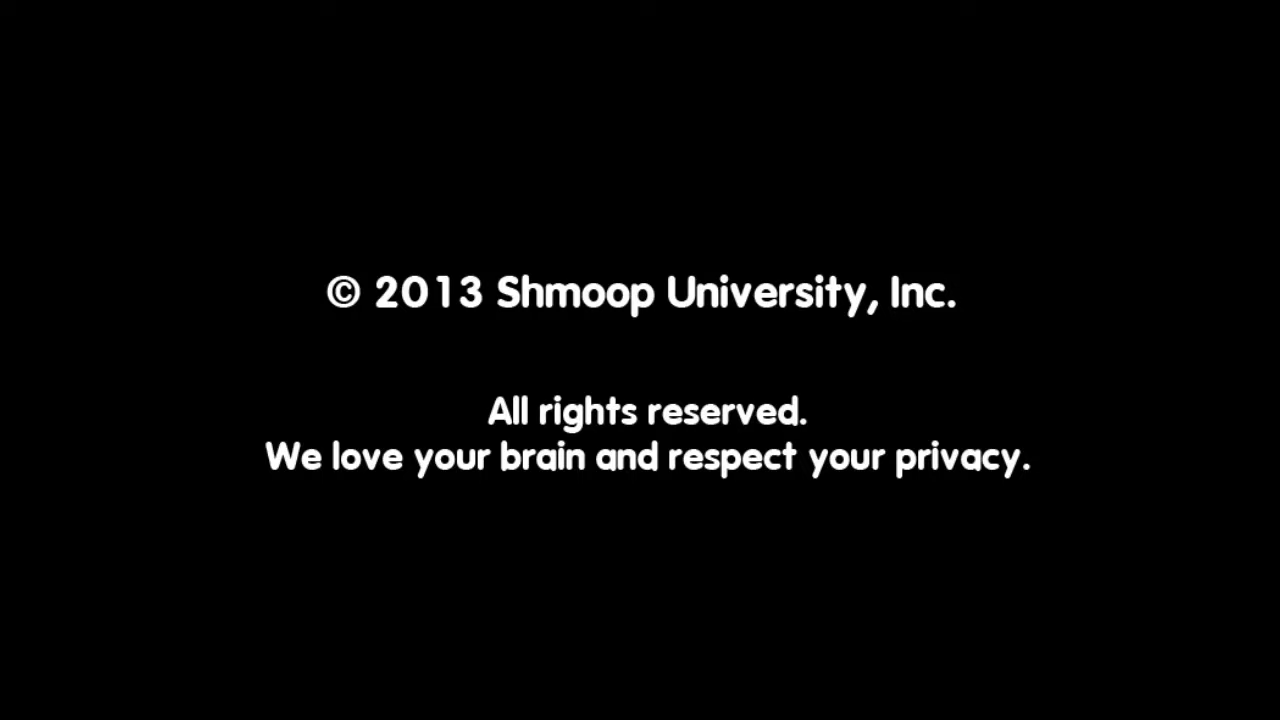 © 2013 Shmoop University, Inc.
All rights reserved.
We love your brain and respect your privacy.